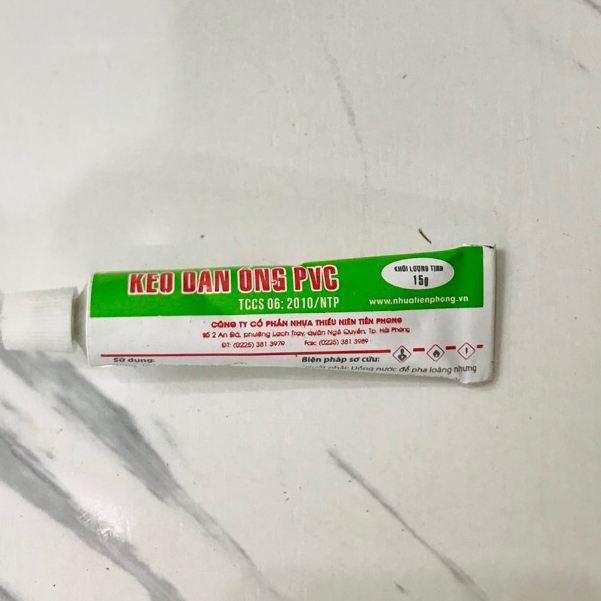 KEO DAN ỐNG PVC
TCCS 06: 2010/NTP
KHỐI LƯỢNG TỊNH
15g
www.nhuatienphong.vn
CÔNG TY CỔ PHẦN NHỰA THIẾU NIÊN TIỀN PHONG
Số 2 An Đà, phường Lạch Tray, quận Ngô Quyền, Tp. Hải Phòng
ĐT: (0225) 381 3979 Fax: (0225) 381 3989
Sử dụng:
Biện pháp sơ cứu:
Uống nước để pha loãng nhưng